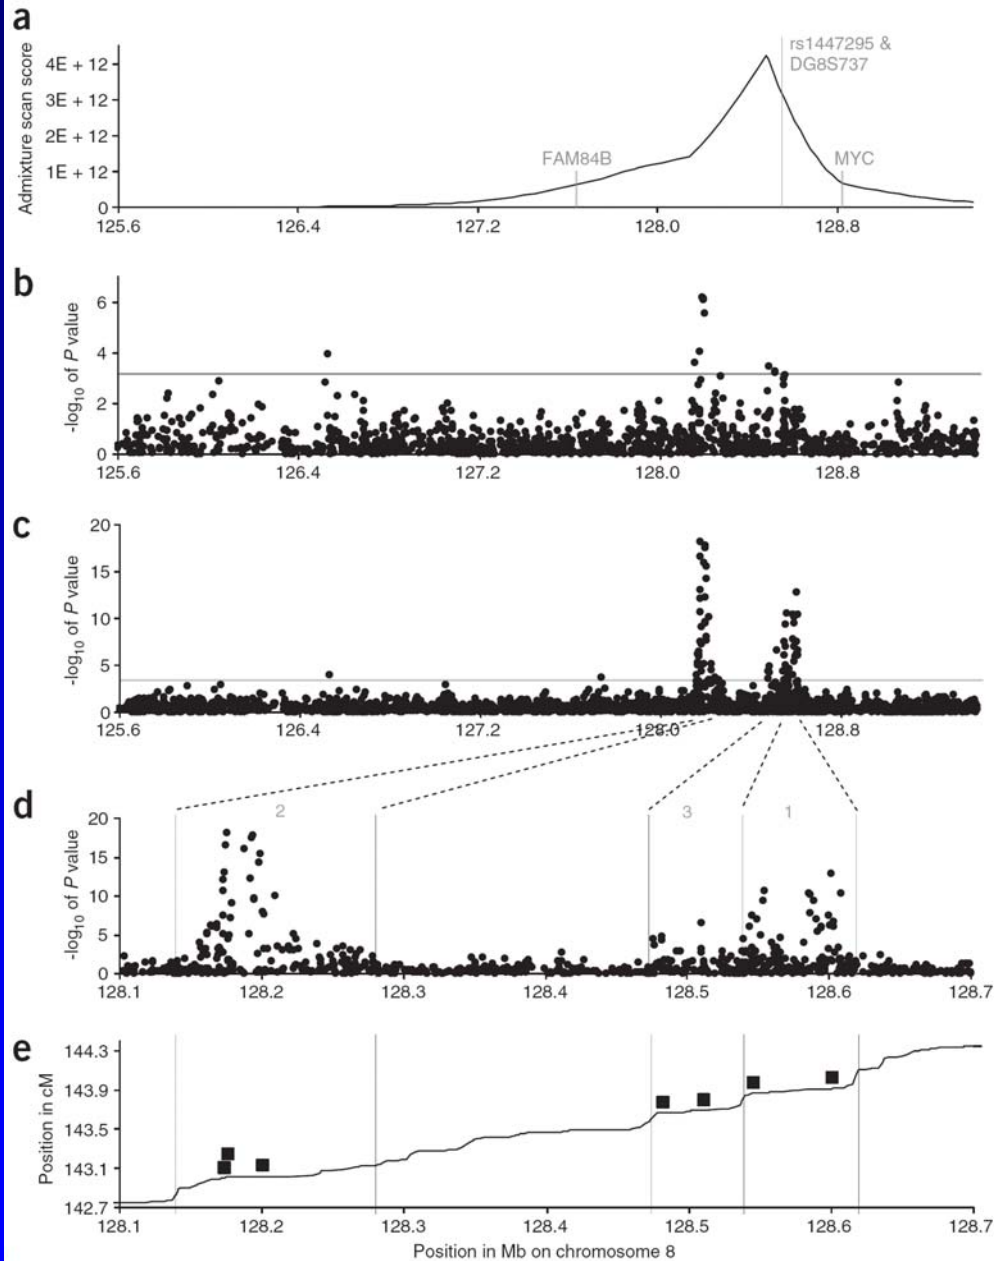 a
Admixture scan score
4E + 12
3E + 12
2E + 12
1E + 12
0
rs1447295 &
DG8S737
FAM84B
MYC
125.6 126.4 127.2 128.0 128.8
b
-log10 of P value
6
4
2
0
125.6 126.4 127.2 128.0 128.8
c
-log10 of P value
20
15
10
5
0
125.6 126.4 127.2 128.0 128.8
d
-log10 of P value
2 3 1
20
15
10
5
0
128.1 128.2 128.3 128.4 128.5 128.6 128.7
e
Position in cM
144.3
143.9
143.5
143.1
142.7
128.1 128.2 128.3 128.4 128.5 128.6 128.7
Position in Mb on chromosome 8